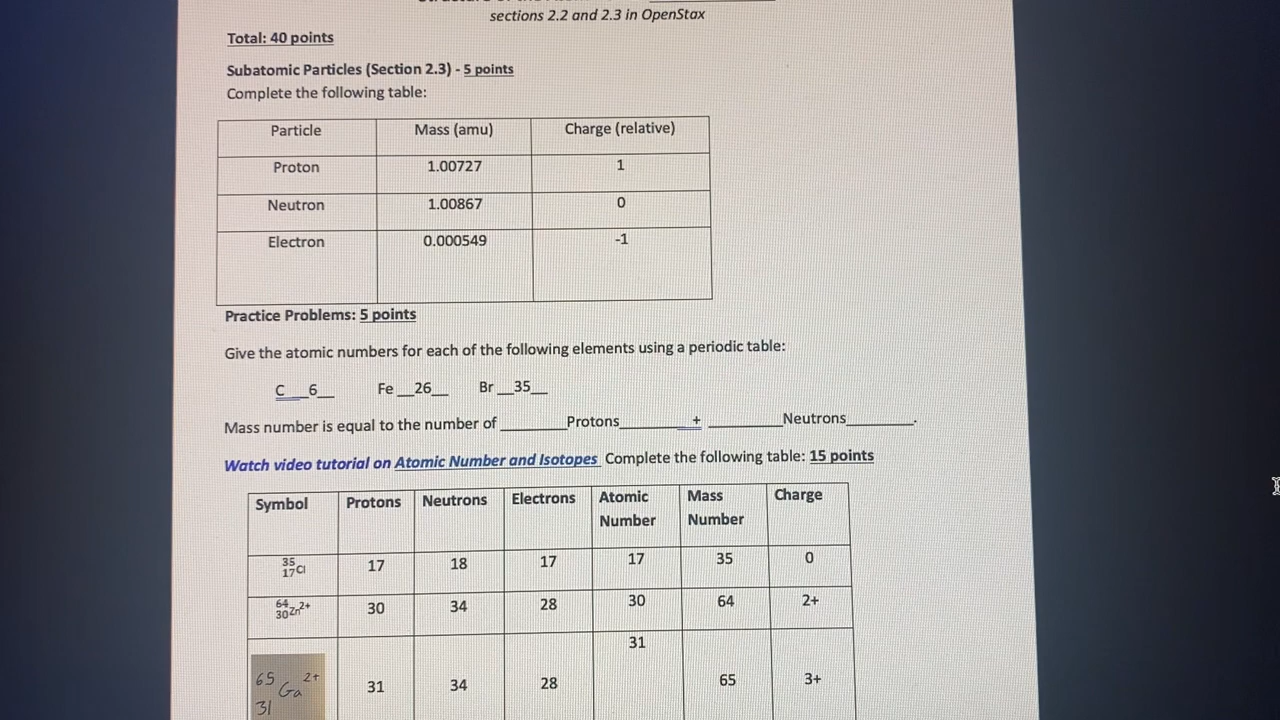 sections 2.2 and 2.3 in OpenStax
Total: 40 points
Subatomic Particles (Section 2.3) - 5 points
Complete the following table:
Particle Mass (amu) Charge (relative)
Proton 1.00727 1
Neutron 1.00867 0
Electron 0.000549 -1
Practice Problems: 5 points
Give the atomic numbers for each of the following elements using a periodic table:
C __6__ Fe __26__ Br __35__
Mass number is equal to the number of _______Protons_______+ ________Neutrons_______.
Watch video tutorial on Atomic Number and Isotopes Complete the following table: 15 points
Symbol Protons Neutrons Electrons Atomic Number Mass Number Charge
35 17 Cl 17 18 17 17 35 0
64 30 Zn 2+ 30 34 28 30 64 2+
65 31 Ga 2+ 31 34 28 31 65 3+